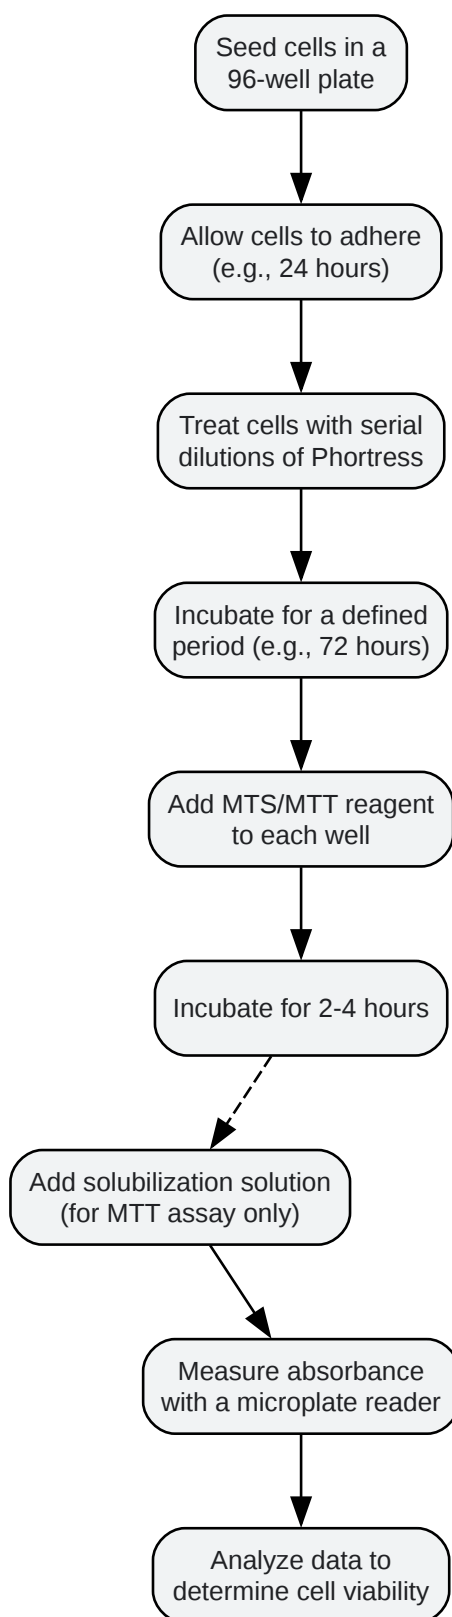 Seed cells in a
96-well plate
Allow cells to adhere
(e.g., 24 hours)
Treat cells with serial
dilutions of Phortress
Incubate for a defined
period (e.g., 72 hours)
Add MTS/MTT reagent
to each well
Incubate for 2-4 hours
Add solubilization solution
(for MTT assay only)
Measure absorbance
with a microplate reader
Analyze data to
determine cell viability